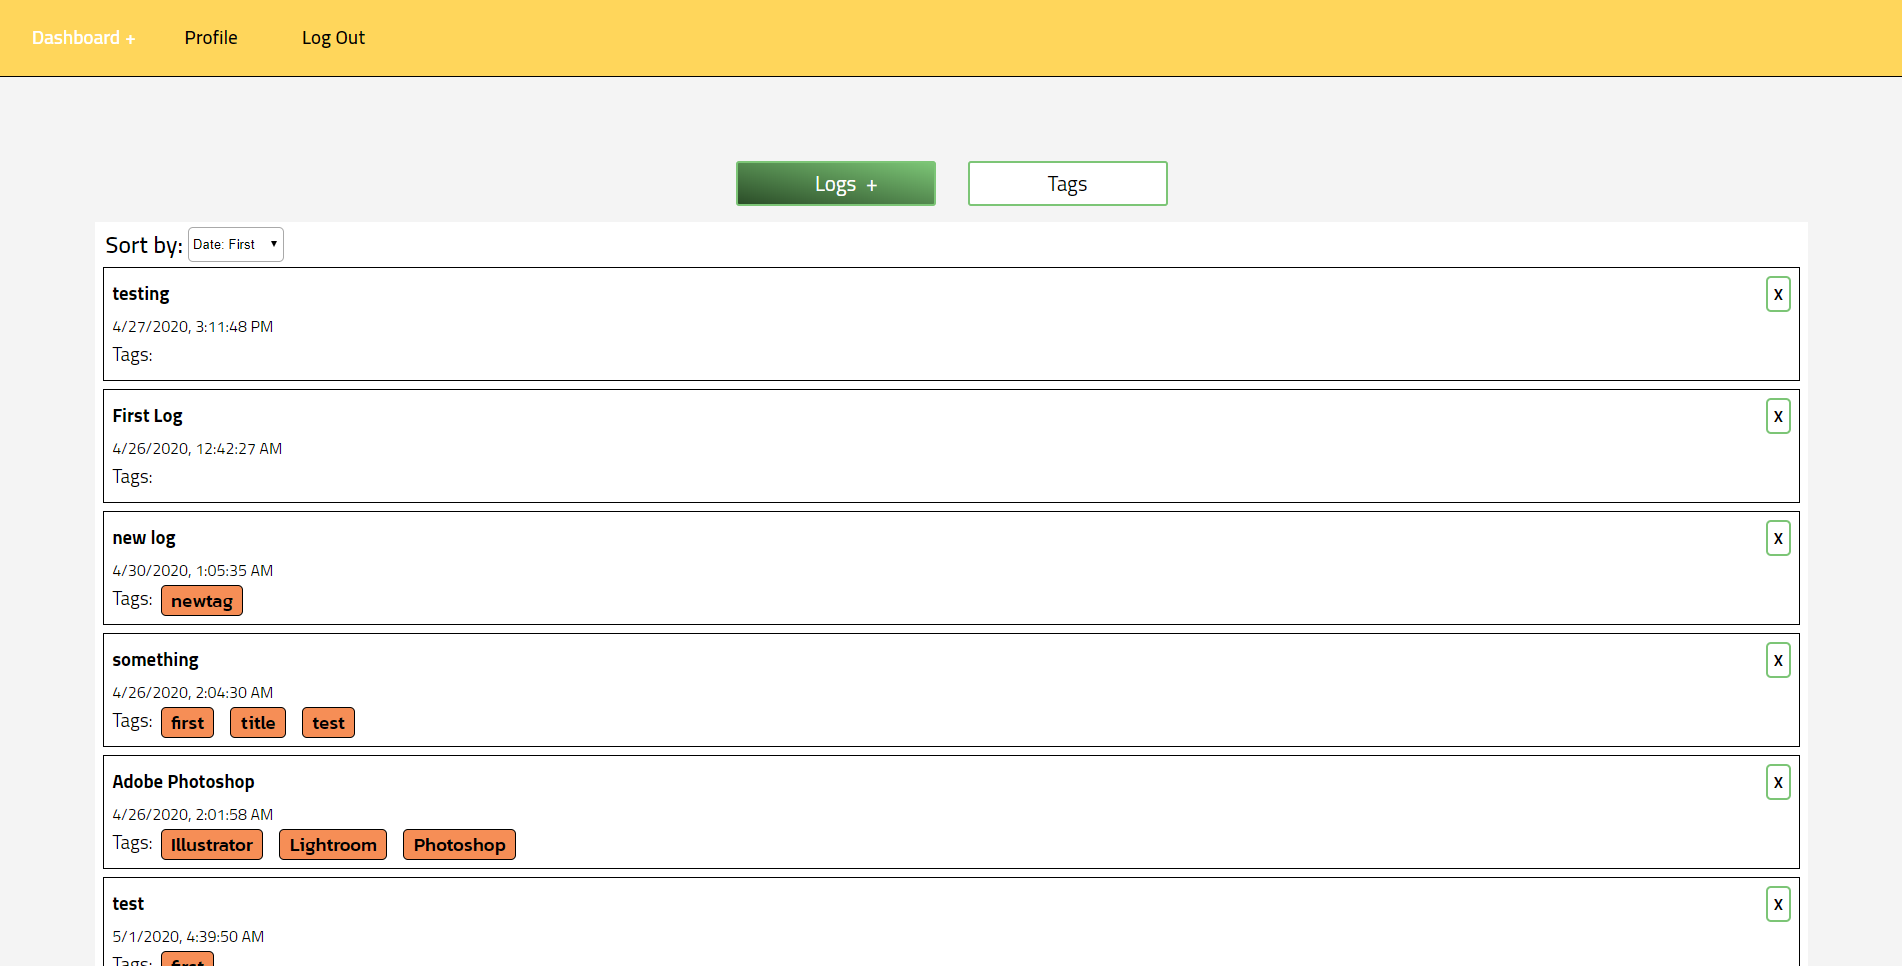 Dashboard + Profile Log Out
Logs + Tags
Sort by: Date: First
testing X
4/27/2020, 3:11:48 PM
Tags:
First Log X
4/26/2020, 12:42:27 AM
Tags:
new log X
4/30/2020, 1:05:35 AM
Tags: newtag
something X
4/26/2020, 2:04:30 AM
Tags: first title test
Adobe Photoshop X
4/26/2020, 2:01:58 AM
Tags: Illustrator Lightroom Photoshop
test X
5/1/2020, 4:39:50 AM
Tags: first